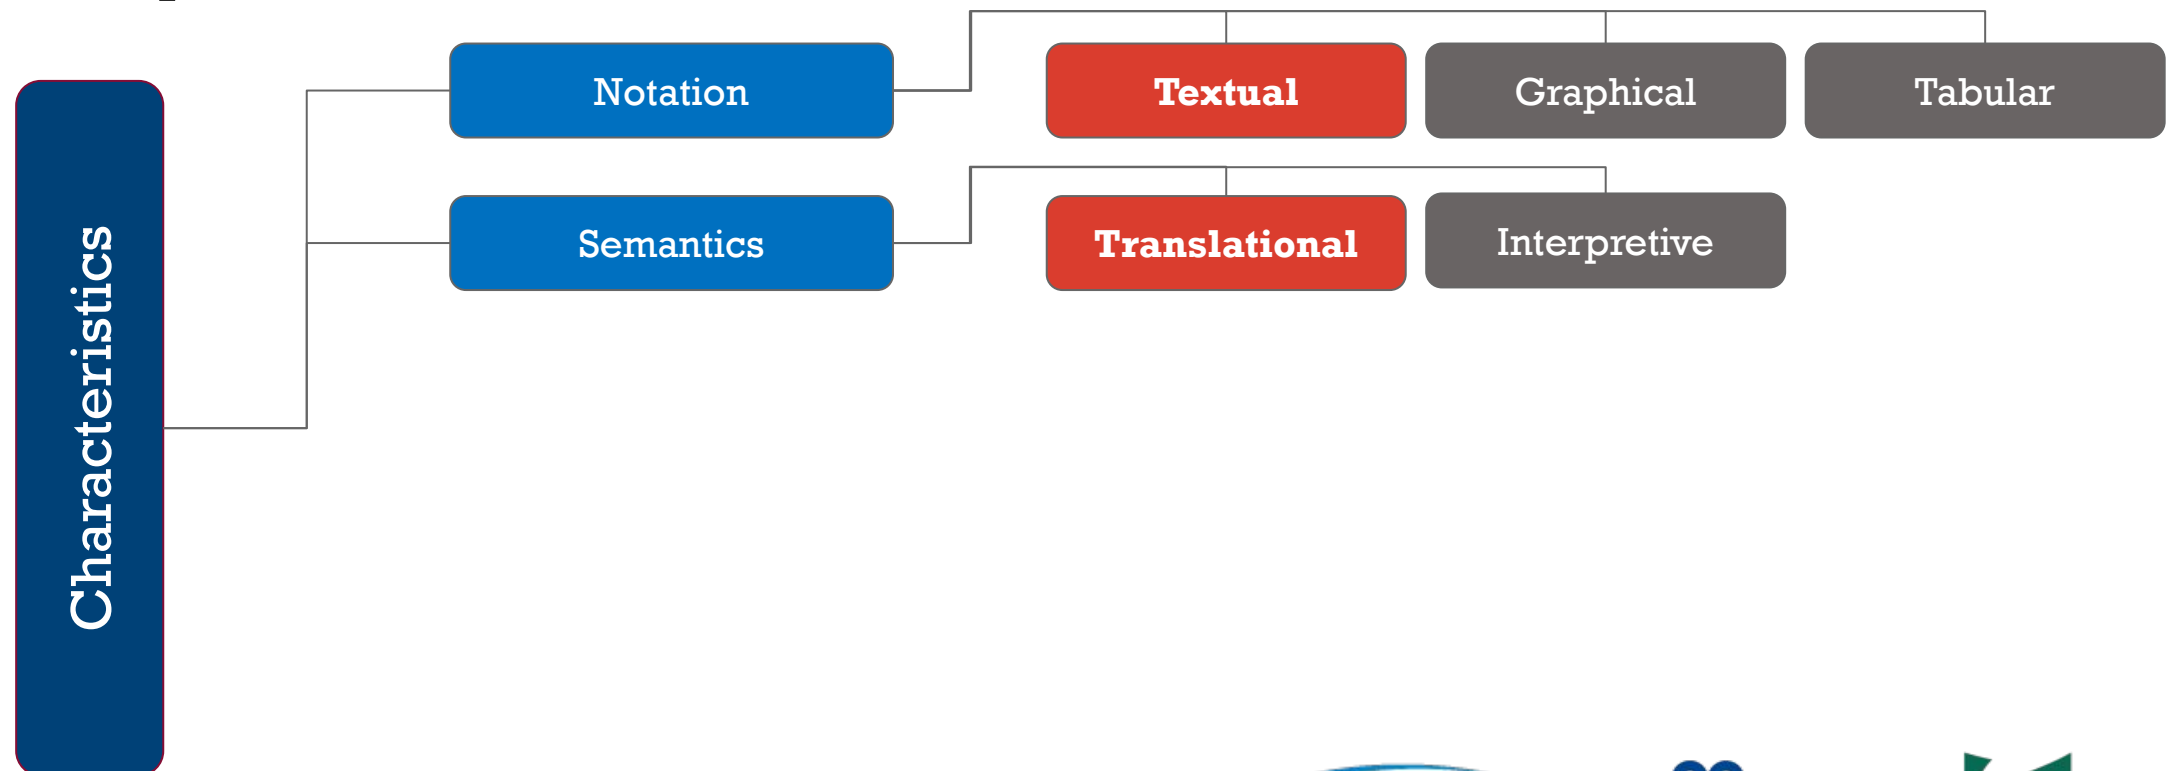 Notation
Textual
Graphical
Tabular
Characteristics
Semantics
Translational
Interpretive